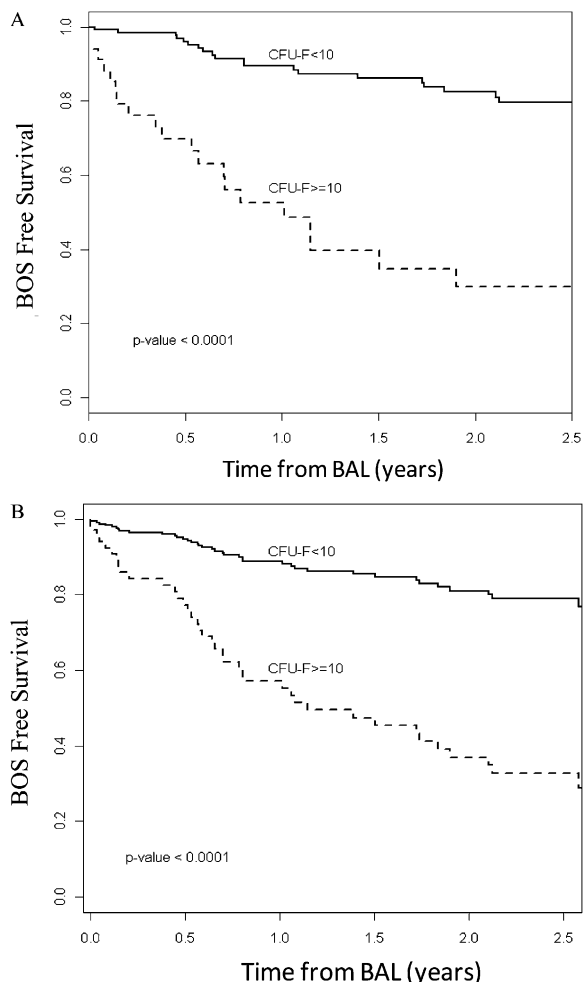 A
BOS Free Survival
1.0
0.8
0.6
0.4
0.2
0.0
CFU-F<10
CFU-F>=10
p-value < 0.0001
0.0 0.5 1.0 1.5 2.0 2.5
Time from BAL (years)
B
BOS Free Survival
1.0
0.8
0.6
0.4
0.2
0.0
CFU-F<10
CFU-F>=10
p-value < 0.0001
0.0 0.5 1.0 1.5 2.0 2.5
Time from BAL (years)